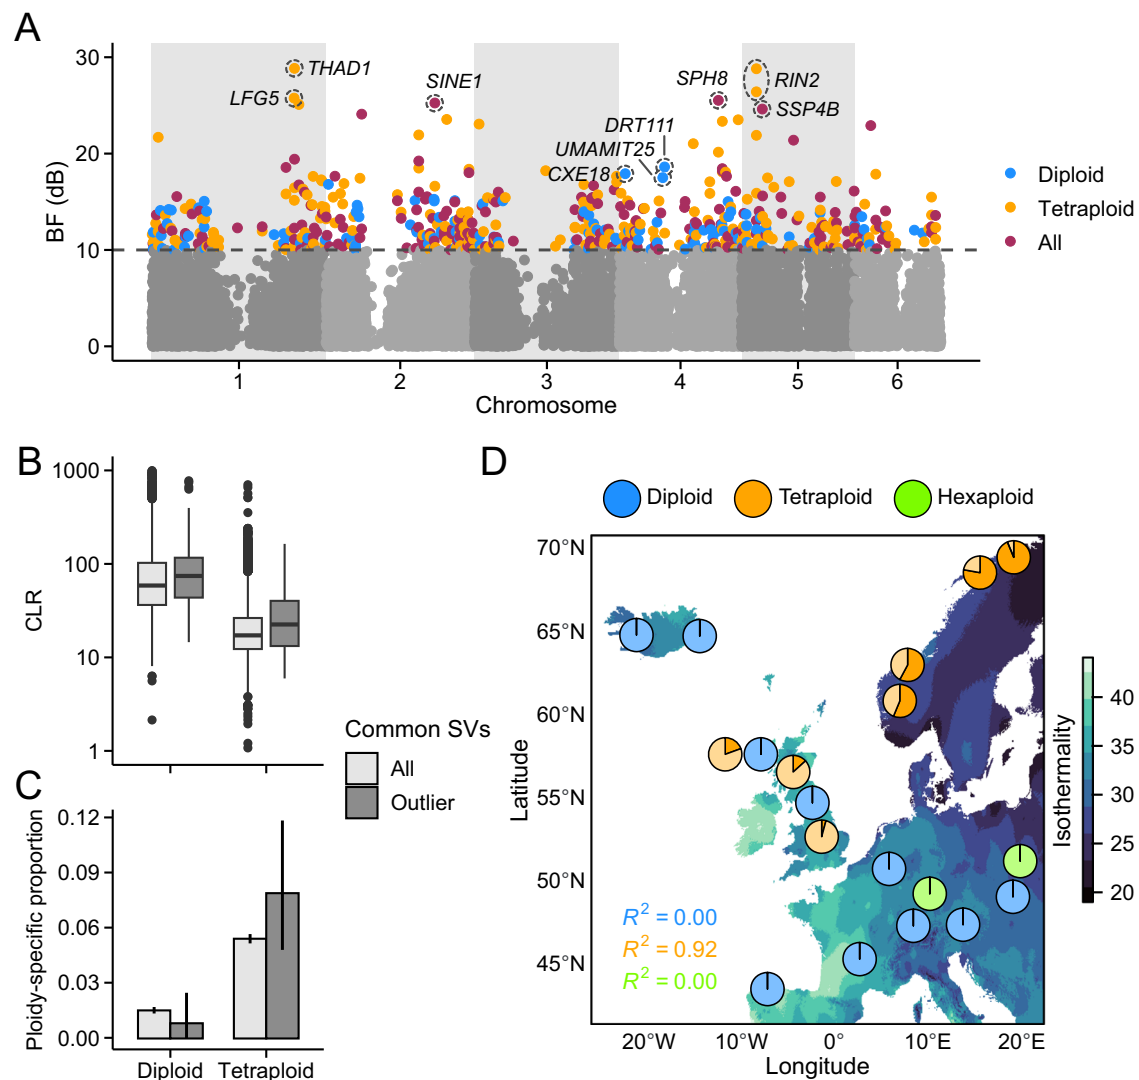 A
30
20
10
0
BF (dB)
THAD1
LFG5
SINE1
SPH8
RIN2
SSP4B
DRT111
UMAMIT25
CXE18
Diploid
Tetraploid
All
1 2 3 4 5 6
Chromosome
B
1000
100
10
1
CLR
Common SVs
All
Outlier
C
0.12
0.09
0.06
0.03
0.00
Ploidy-specific proportion
Diploid Tetraploid
D
Diploid Tetraploid Hexaploid
70°N
65°N
60°N
55°N
50°N
45°N
Latitude
R² = 0.00
R² = 0.92
R² = 0.00
20°W 10°W 0° 10°E 20°E
Longitude
Isothermality
40
35
30
25
20